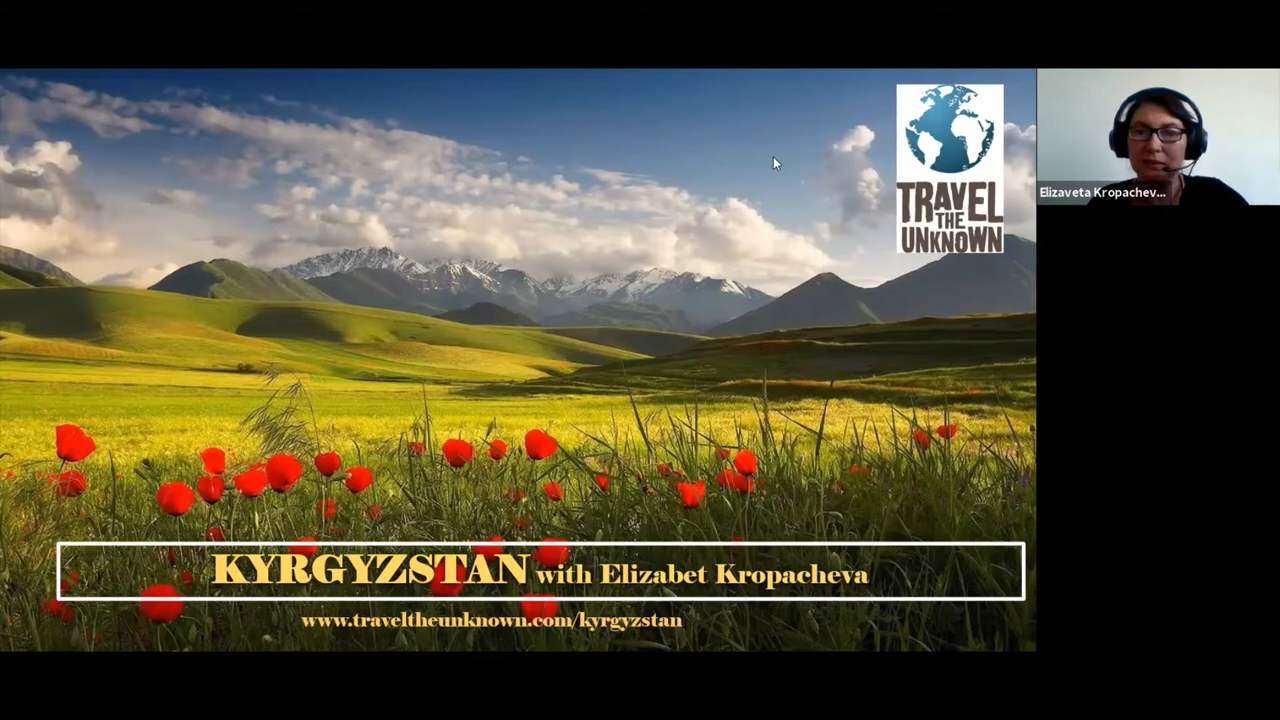 TRAVEL
THE
UNKNOWN
Elizaveta Kropachev...
KYRGYZSTAN with Elizabet Kropacheva
www.traveltheunknown.com/kyrgyzstan